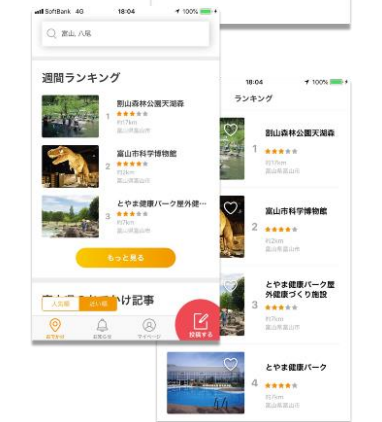 SoftBank 4G 18:04 100%
富山, 八尾
週間ランキング
1 割山森林公園天湖森
約17km
富山県富山市
2 富山市科学博物館
約2km
富山県富山市
3 とやま健康パーク屋外健…
約7km
富山県富山市
もっと見る
かけ記事
人気順 近い順
おでかけ お知らせ マイページ 投稿する
18:04 100%
ランキング
1 割山森林公園天湖森
約17km
富山県富山市
2 富山市科学博物館
約2km
富山県富山市
3 とやま健康パーク屋
外健康づくり施設
約7km
富山県富山市
4 とやま健康パーク
約7km
富山県富山市